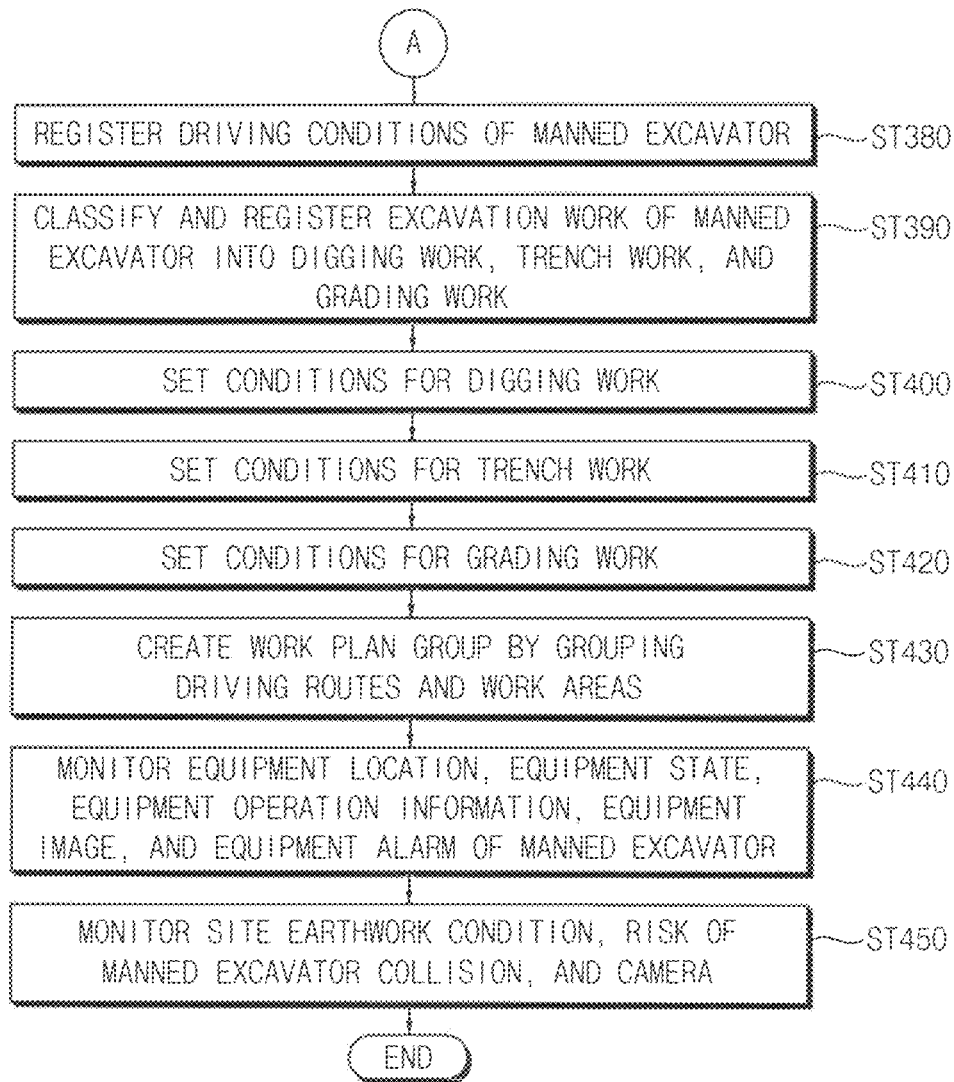 A
REGISTER DRIVING CONDITIONS OF MANNED EXCAVATOR
ST380
CLASSIFY AND REGISTER EXCAVATION WORK OF MANNED
EXCAVATOR INTO DIGGING WORK, TRENCH WORK, AND
GRADING WORK
ST390
SET CONDITIONS FOR DIGGING WORK
ST400
SET CONDITIONS FOR TRENCH WORK
ST410
SET CONDITIONS FOR GRADING WORK
ST420
CREATE WORK PLAN GROUP BY GROUPING
DRIVING ROUTES AND WORK AREAS
ST430
MONITOR EQUIPMENT LOCATION, EQUIPMENT STATE,
EQUIPMENT OPERATION INFORMATION, EQUIPMENT
IMAGE, AND EQUIPMENT ALARM OF MANNED EXCAVATOR
ST440
MONITOR SITE EARTHWORK CONDITION, RISK OF
MANNED EXCAVATOR COLLISION, AND CAMERA
ST450
END